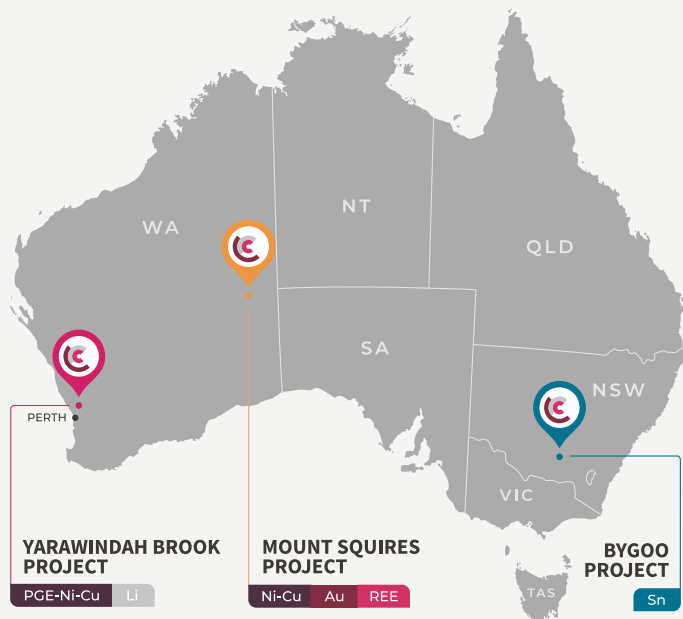 NT
WA
QLD
SA
NSW
PERTH
VIC
YARAWINDAH BROOK
PROJECT
PGE-Ni-Cu Li
MOUNT SQUIRES
PROJECT
Ni-Cu Au REE
BYGOO
PROJECT
Sn
TAS